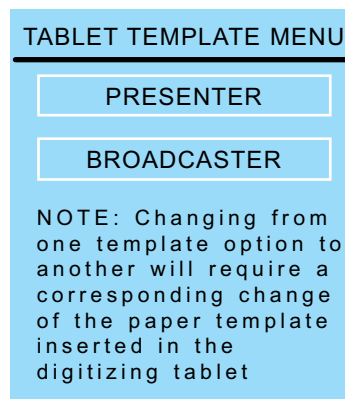 TABLET TEMPLATE MENU
PRESENTER
BROADCASTER
NOTE: Changing from
one template option to
another will require a
corresponding change
of the paper template
inserted in the
digitizing tablet